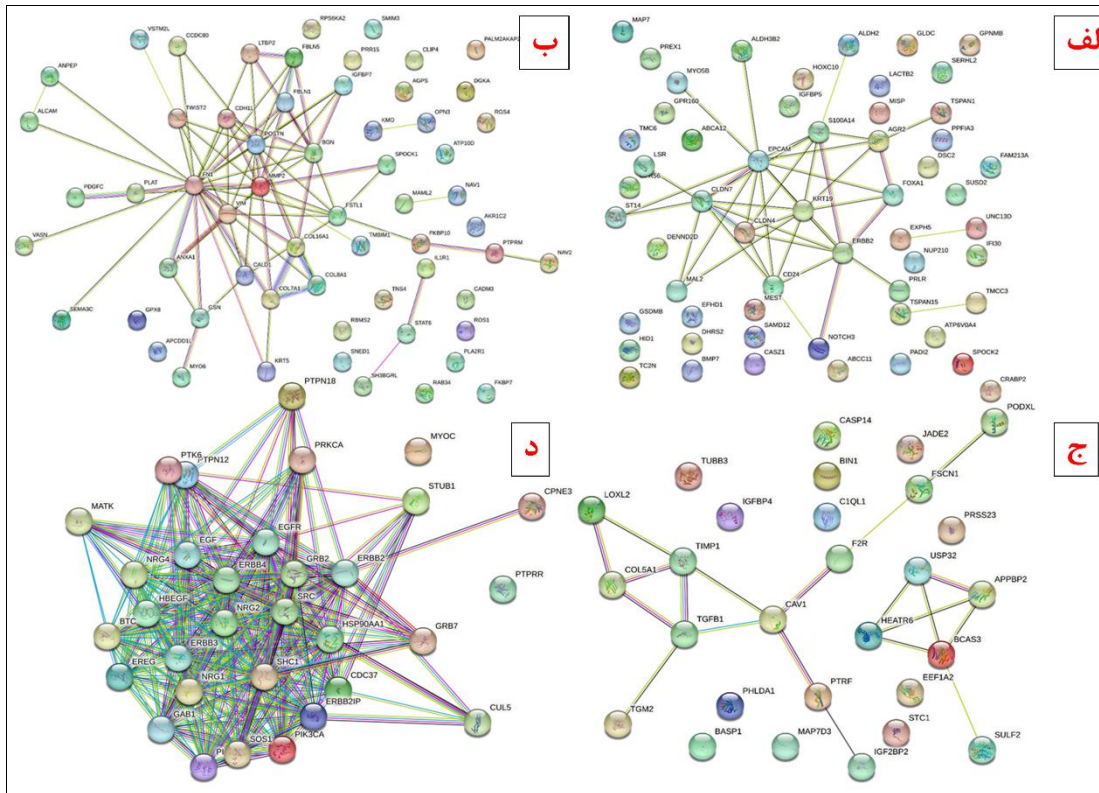 ب
RPS6KA2
SMIM3
VSTM2L
CCDC80
LTBP2
FBLN5
PRR15
CLIP4
PALM2AKAP2
ANPEP
IGFBP7
AGPS
DGKA
TWIST2
CDH11
FBLN1
ALCAM
POSTN
KMO
OPN3
RGS4
BGN
ATP10D
FN1
MMP2
SPOCK1
PDGFC
PLAT
MAML2
NAV1
VIM
FSTL1
AKR1C2
VASN
COL16A1
TMBIM1
FKBP10
PTPRM
ANXA1
CALD1
COL8A1
IL1R1
NAV2
COL7A1
SEMA3C
GSN
TNS4
CADM3
GPX8
RBMS2
STAT6
ROS1
APCDD1L
MYO6
KRT5
SNED1
PLA2R1
SH3BGRL
RAB34
FKBP7
الف
MAP7
ALDH3B2
ALDH2
GLDC
GPNMB
PREX1
SERHL2
MYO5B
HOXC10
LACTB2
GPR160
IGFBP5
MISP
TSPAN1
TMC6
ABCA12
S100A14
AGR2
PPFIA3
EPCAM
LSR
DSC2
FAM213A
CLDN7
KRT19
FOXA1
SUSD2
ST14
CLDN4
ERBB2
EXPH5
UNC13D
DENND2D
NUP210
IFI30
MAL2
CD24
PRLR
TSPAN15
TMCC3
GSDMB
EFHD1
MEST
HID1
DHRS2
SAMD12
NOTCH3
ATP6V0A4
TC2N
BMP7
CASZ1
ABCC11
PADI2
SPOCK2
د
PTPN18
PTK6
PTPN12
PRKCA
MYOC
STUB1
CPNE3
MATK
EGF
EGFR
NRG4
ERBB4
GRB2
ERBB2
PTPRR
HBEGF
NRG2
SRC
BTC
HSP90AA1
GRB7
EREG
ERBB3
SHC1
NRG1
CDC37
ERBB2IP
CUL5
GAB1
SOS1
PIK3CA
ج
CRABP2
CASP14
PODXL
TUBB3
JADE2
BIN1
FSCN1
LOXL2
IGFBP4
C1QL1
PRSS23
TIMP1
F2R
USP32
COL5A1
APPBP2
CAV1
HEATR6
TGFB1
BCAS3
PHLDA1
PTRF
EEF1A2
TGM2
STC1
BASP1
MAP7D3
SULF2
IGF2BP2